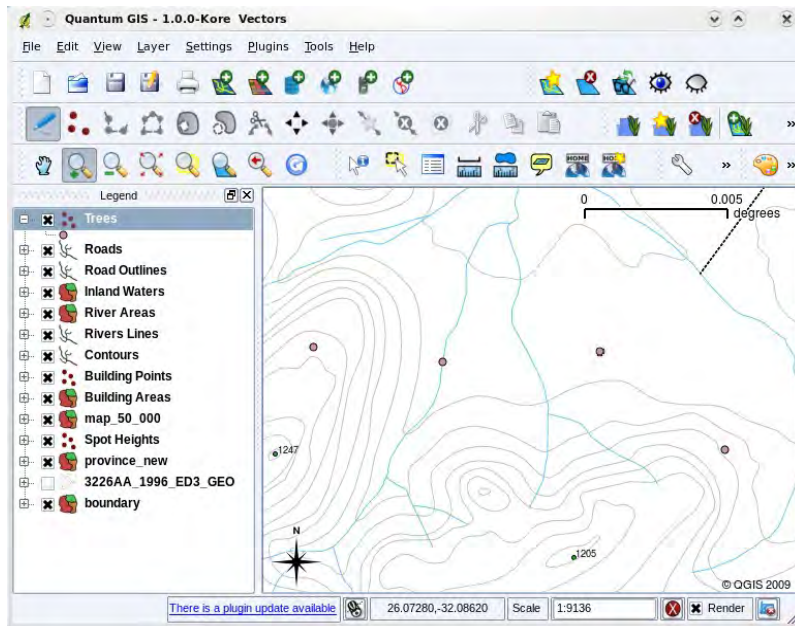 Quantum GIS - 1.0.0-Kore Vectors
File Edit View Layer Settings Plugins Tools Help
HOME HOME
»
» »
Legend
Trees
Roads
Road Outlines
Inland Waters
River Areas
Rivers Lines
Contours
Building Points
Building Areas
map_50_000
Spot Heights
province_new
3226AA_1996_ED3_GEO
boundary
0 0.005
degrees
1247
1205
N
© QGIS 2009
There is a plugin update available 26.07280,-32.08620 Scale 1:9136 Render